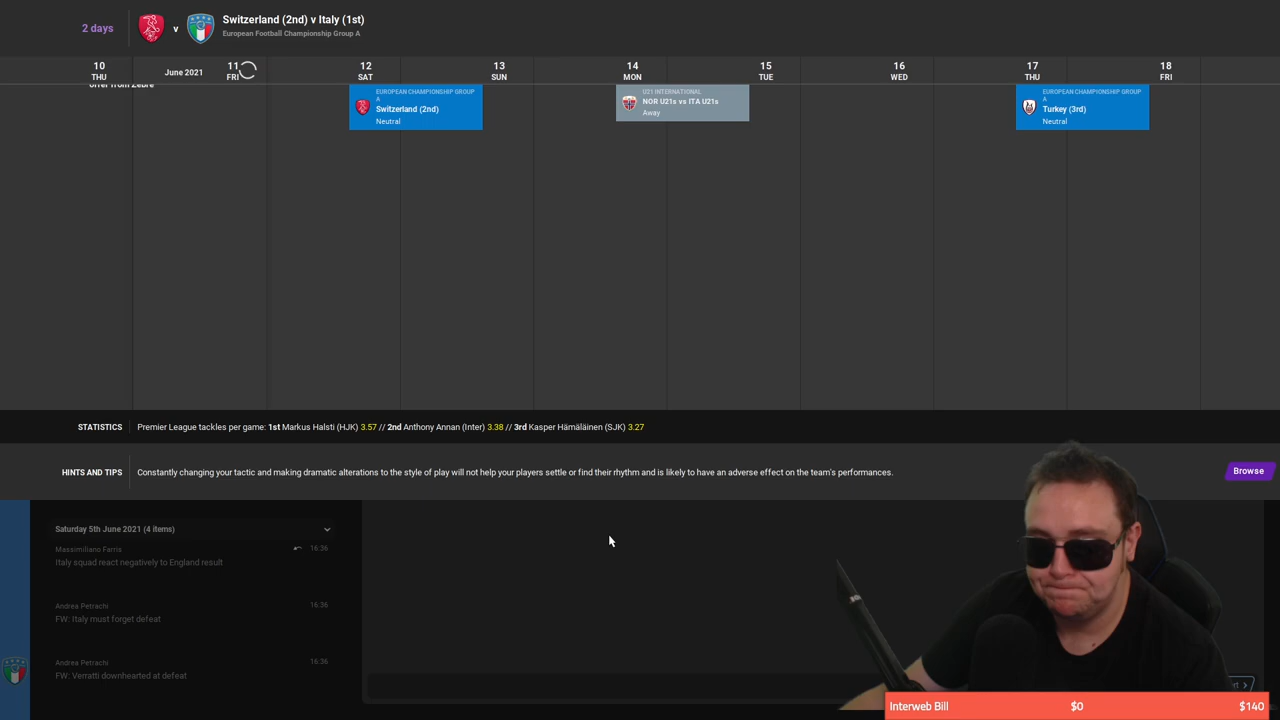 2 days
v
Switzerland (2nd) v Italy (1st)
European Football Championship Group A
10
THU
June 2021
11
FRI
12
SAT
13
SUN
14
MON
15
TUE
16
WED
17
THU
18
FRI
offer from Zebre
EUROPEAN CHAMPIONSHIP GROUP
A
Switzerland (2nd)
Neutral
U21 INTERNATIONAL
NOR U21s vs ITA U21s
Away
EUROPEAN CHAMPIONSHIP GROUP
A
Turkey (3rd)
Neutral
STATISTICS
Premier League tackles per game: 1st Markus Halsti (HJK) 3.57 // 2nd Anthony Annan (Inter) 3.38 // 3rd Kasper Hämäläinen (SJK) 3.27
HINTS AND TIPS
Constantly changing your tactic and making dramatic alterations to the style of play will not help your players settle or find their rhythm and is likely to have an adverse effect on the team's performances.
Browse
Saturday 5th June 2021 (4 items)
Massimiliano Farris
16:36
Italy squad react negatively to England result
Andrea Petrachi
16:36
FW: Italy must forget defeat
Andrea Petrachi
16:36
FW: Verratti downhearted at defeat
Interweb Bill
$0
$140